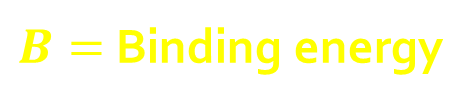 B = Binding energy